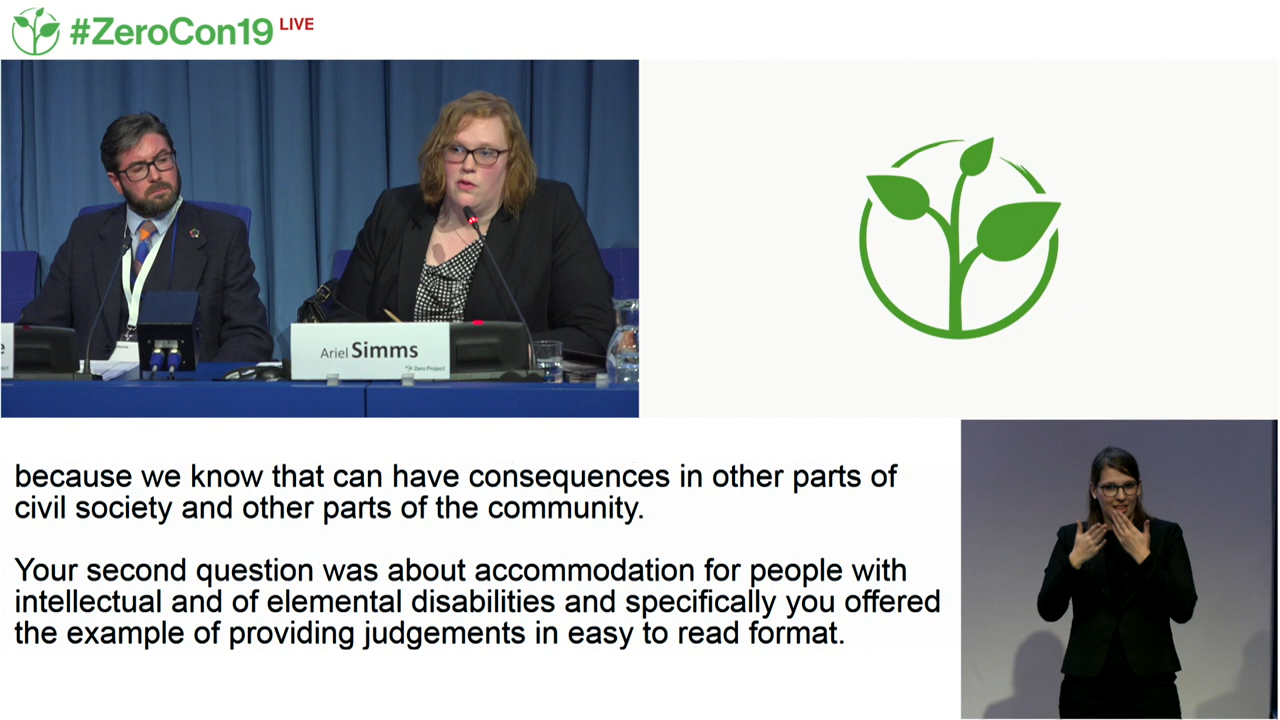 #ZeroCon19 LIVE
Ariel Simms
Zero Project
because we know that can have consequences in other parts of
civil society and other parts of the community.
Your second question was about accommodation for people with
intellectual and of elemental disabilities and specifically you offered
the example of providing judgements in easy to read format.